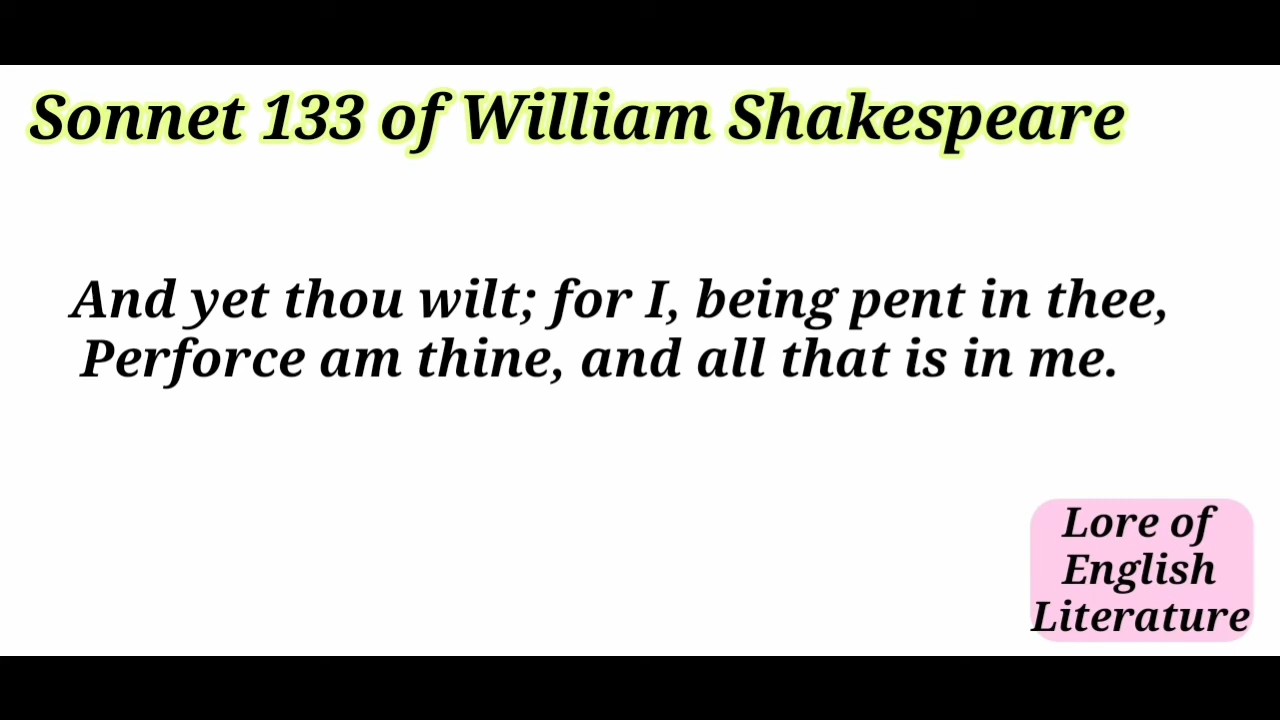 Sonnet 133 of William Shakespeare
And yet thou wilt; for I, being pent in thee,
Perforce am thine, and all that is in me.
Lore of
English
Literature